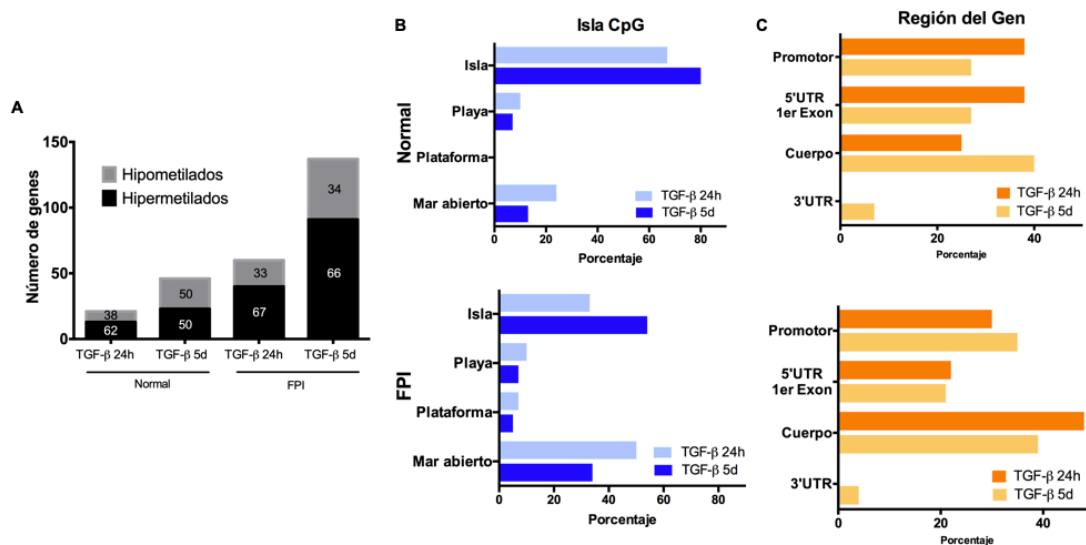 A
Número de genes
150
100
50
0
Hipometilados
Hipermetilados
38
62
50
50
33
67
34
66
TGF-β 24h
TGF-β 5d
TGF-β 24h
TGF-β 5d
Normal
FPI
B
Isla CpG
Normal
Isla
Playa
Plataforma
Mar abierto
TGF-β 24h
TGF-β 5d
0
20
40
60
80
Porcentaje
FPI
Isla
Playa
Plataforma
Mar abierto
TGF-β 24h
TGF-β 5d
0
20
40
60
80
Porcentaje
C
Región del Gen
Promotor
5'UTR
1er Exon
Cuerpo
3'UTR
TGF-β 24h
TGF-β 5d
0
20
40
Porcentaje
Promotor
5'UTR
1er Exon
Cuerpo
3'UTR
TGF-β 24h
TGF-β 5d
0
20
40
Porcentaje